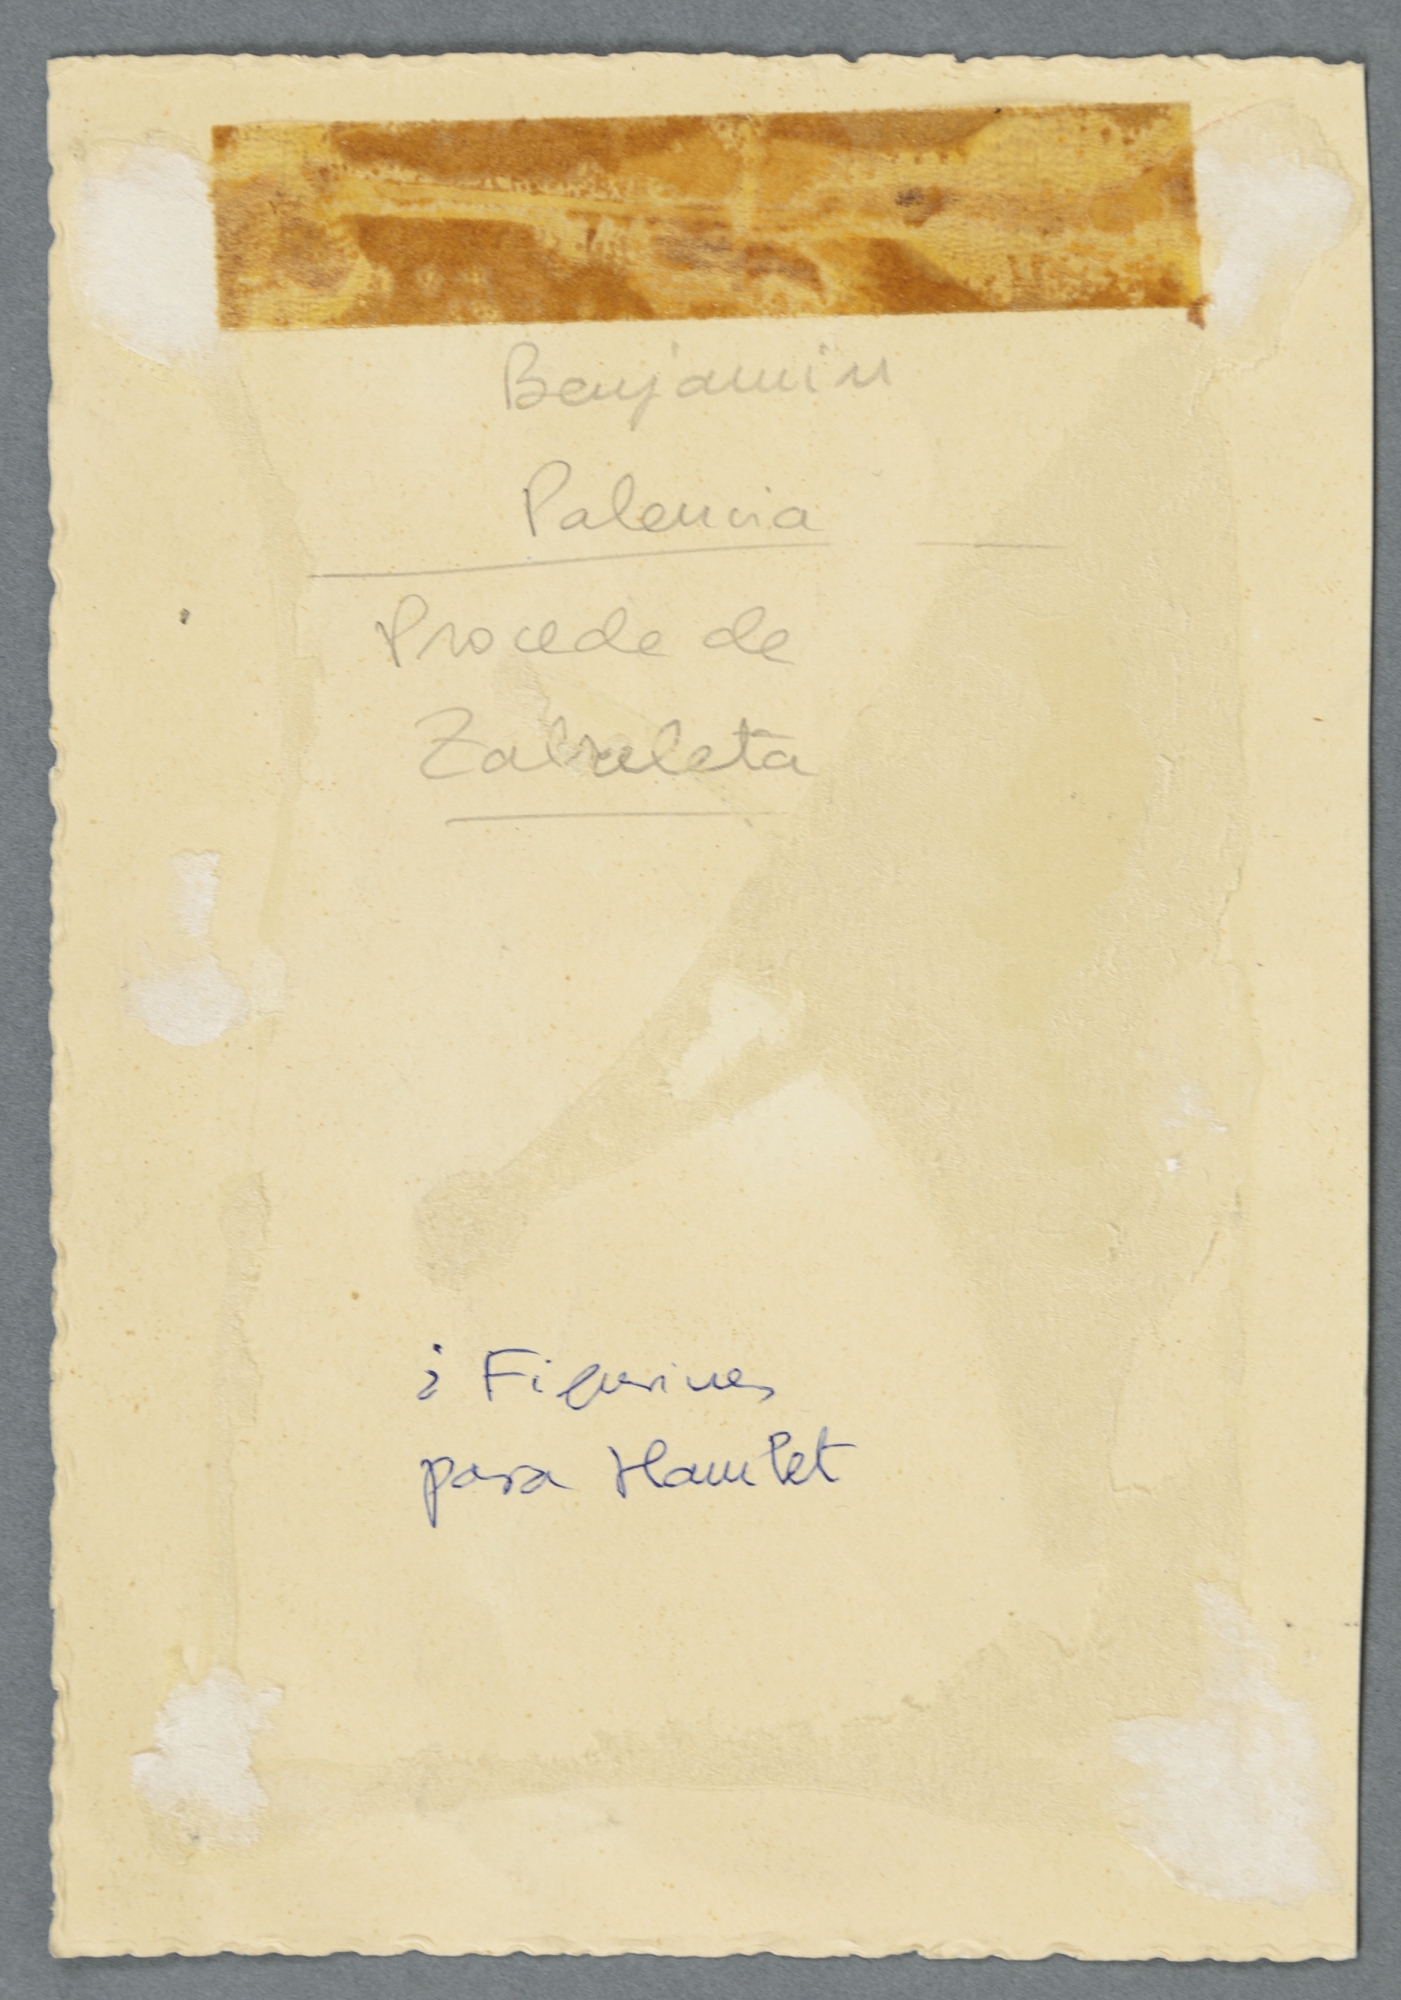 Benjamin
Palencia
Procede de
Zabaleta
¿ Figurines
para Hamlet